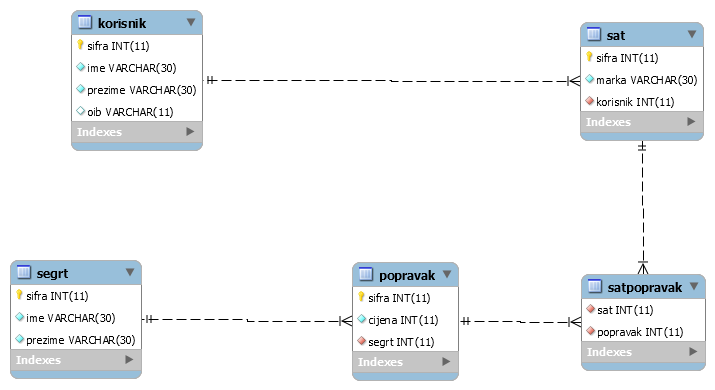 korisnik
sifra INT(11)
ime VARCHAR(30)
prezime VARCHAR(30)
oib VARCHAR(11)
Indexes
sat
sifra INT(11)
marka VARCHAR(30)
korisnik INT(11)
Indexes
segrt
sifra INT(11)
ime VARCHAR(30)
prezime VARCHAR(30)
Indexes
popravak
sifra INT(11)
cijena INT(11)
segrt INT(11)
Indexes
satpopravak
sat INT(11)
popravak INT(11)
Indexes